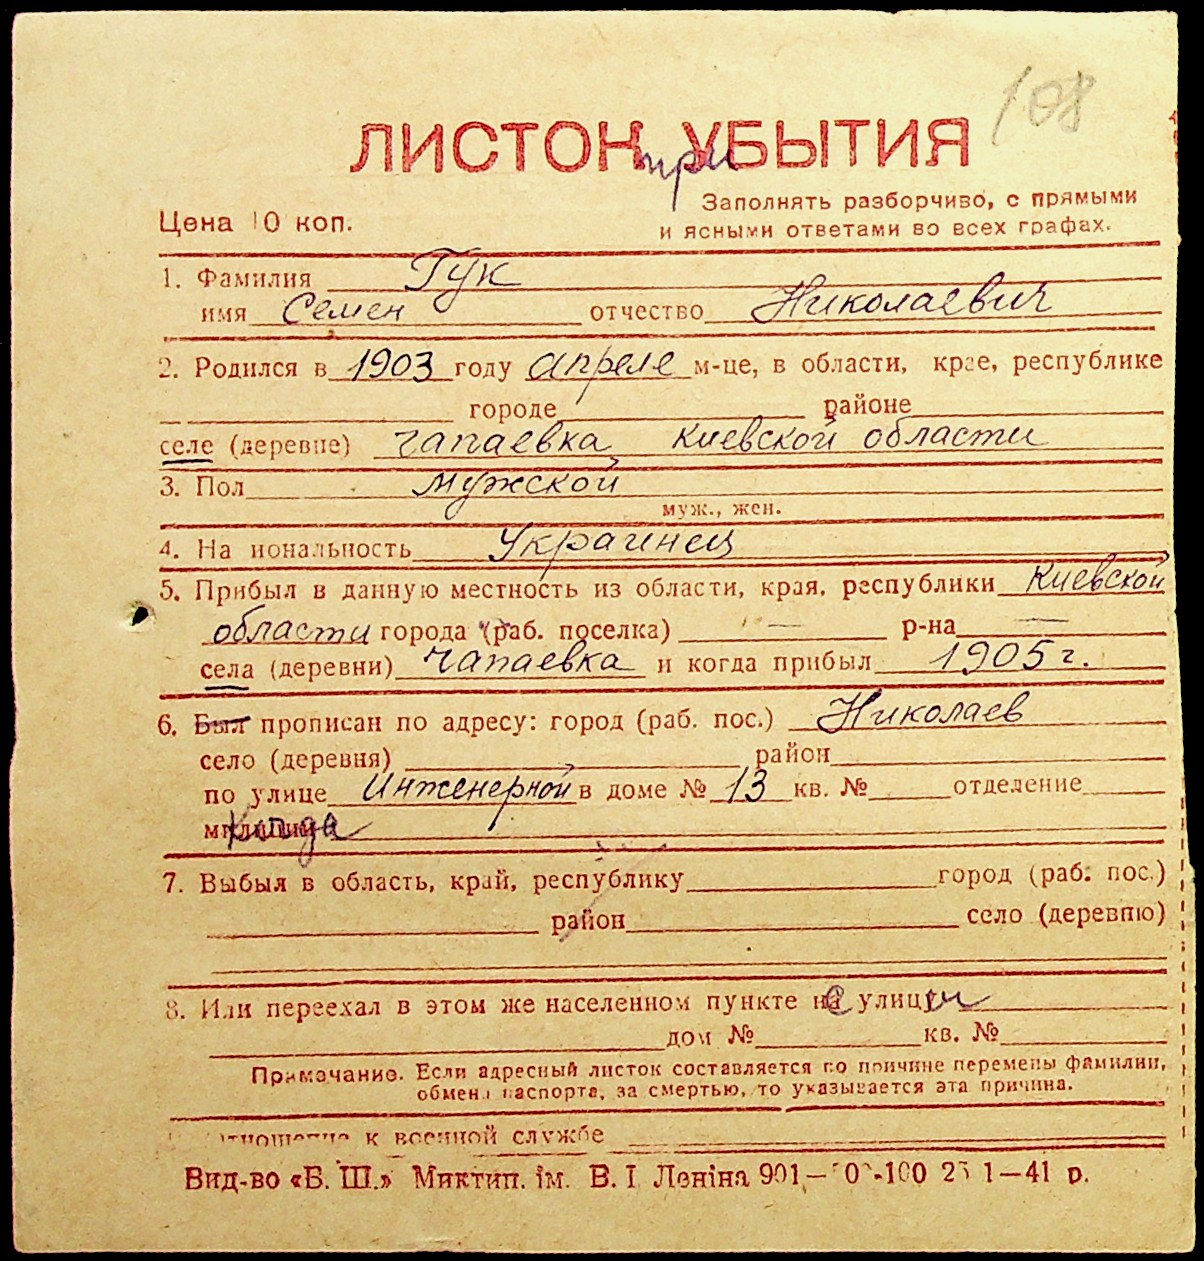 108
ЛИСТОК УБЫТИЯ
при
Заполнять разборчиво, с прямыми
Цена 10 коп. и ясными ответами во всех графах.
1. Фамилия Гук
имя Семен отчество Николаевич
2. Родился в 1903 году апреле м-це, в области, крае, республике
городе районе
селе (деревне) Чапаевка Киевской области
3. Пол мужской
муж., жен.
4. На иональность Украинец
5. Прибыл в данную местность из области, края, республики Киевской
области города (раб. поселка) — р-на —
села (деревни) Чапаевка и когда прибыл 1905 г.
6. Был прописан по адресу: город (раб. пос.) Николаев
село (деревня) район
по улице Инженерной в доме № 13 кв. № отделение
милиции Когда
7. Выбыл в область, край, республику город (раб. пос.)
район село (деревню)
8. Или переехал в этом же населенном пункте на улицу
дом № кв. №
Примечание. Если адресный листок составляется по причине перемены фамилии,
обмена паспорта, за смертью, то указывается эта причина.
Отношение к военной службе
Вид-во «Б. Ш.» Миктип. ім. В. І Леніна 901— 1—41 р.